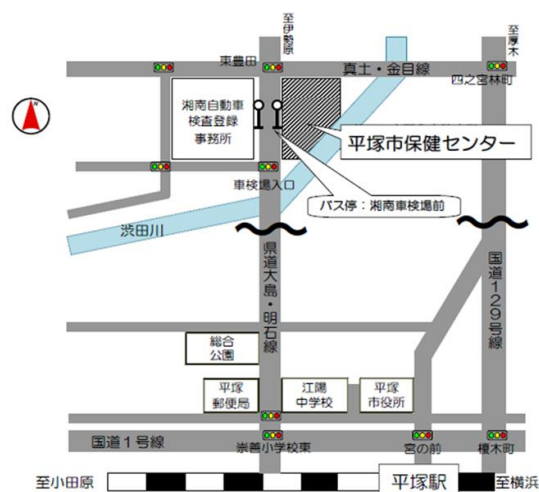 至伊勢原
至厚木
東豊田
真土・金目線
四之宮林町
N
湘南自動車
検査登録
事務所
平塚市保健センター
車検場入口
バス停:湘南車検場前
渋田川
県道大島・明石線
国道129号線
総合
公園
平塚
郵便局
江陽
中学校
平塚
市役所
国道1号線
崇善小学校東
宮の前
榎木町
至小田原
平塚駅
至横浜